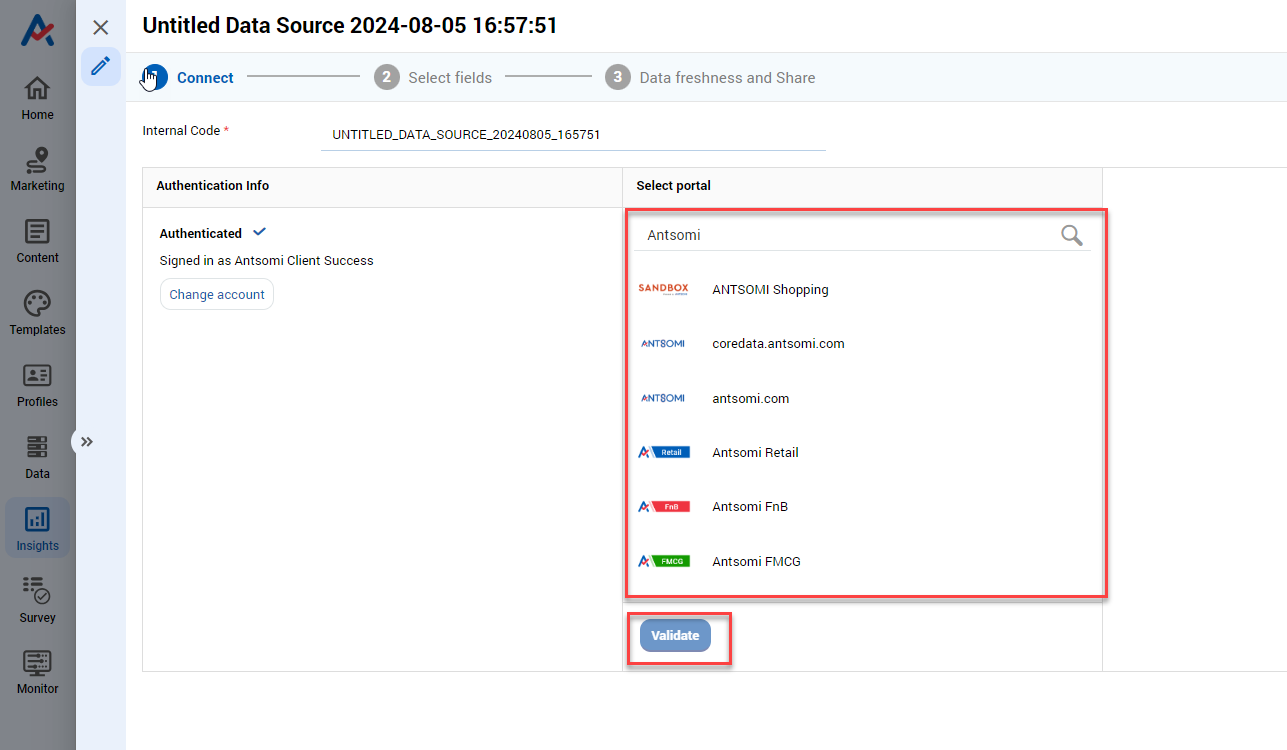 Untitled Data Source 2024-08-05 16:57:51
Connect
2 Select fields
3 Data freshness and Share
Home
Marketing
Content
Templates
Profiles
Data
Insights
Survey
Monitor
Internal Code *
UNTITLED_DATA_SOURCE_20240805_165751
Authentication Info
Authenticated
Signed in as Antsomi Client Success
Change account
Select portal
Antsomi
SANDBOX ANTSOMI Shopping
ANTSOMI coredata.antsomi.com
ANTSOMI antsomi.com
Retail Antsomi Retail
FnB Antsomi FnB
FMCG Antsomi FMCG
Validate